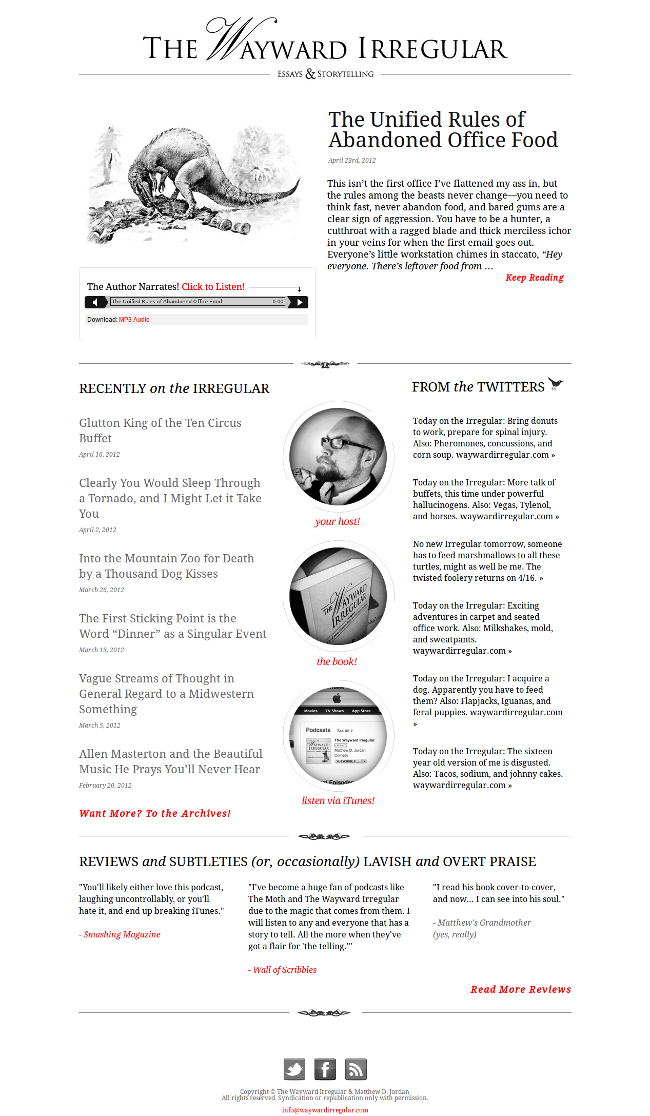 THE WAYWARD IRREGULAR
ESSAYS & STORYTELLING
The Unified Rules of
Abandoned Office Food
April 23rd, 2012
This isn't the first office I've flattened my ass in, but
the rules among the beasts never change—you need to
think fast, never abandon food, and bared gums are a
clear sign of aggression. You have to be a hunter, a
cutthroat with a ragged blade and thick merciless ichor
in your veins for when the first email goes out.
Everyone's little workstation chimes in staccato, "Hey
everyone. There's leftover food from …
Keep Reading
The Author Narrates! Click to Listen!
The Unified Rules of Abandoned Office Food 0:00
Download: MP3 Audio
RECENTLY on the IRREGULAR
Glutton King of the Ten Circus
Buffet
April 16, 2012
Clearly You Would Sleep Through
a Tornado, and I Might Let it Take
You
April 2, 2012
Into the Mountain Zoo for Death
by a Thousand Dog Kisses
March 26, 2012
The First Sticking Point is the
Word "Dinner" as a Singular Event
March 19, 2012
Vague Streams of Thought in
General Regard to a Midwestern
Something
March 5, 2012
Allen Masterton and the Beautiful
Music He Prays You'll Never Hear
February 20, 2012
Want More? To the Archives!
your host!
THE WAYWARD IRREGULAR
the book!
Movies TV Shows App Store
Podcasts
The Wayward Irregular
Matthew D. Jordan
Comedy
listen via iTunes!
FROM the TWITTERS
Today on the Irregular: Bring donuts
to work, prepare for spinal injury.
Also: Pheromones, concussions, and
corn soup. waywardirregular.com »
Today on the Irregular: More talk of
buffets, this time under powerful
hallucinogens. Also: Vegas, Tylenol,
and horses. waywardirregular.com »
No new Irregular tomorrow, someone
has to feed marshmallows to all these
turtles, might as well be me. The
twisted foolery returns on 4/16. »
Today on the Irregular: Exciting
adventures in carpet and seated
office work. Also: Milkshakes, mold,
and sweatpants.
waywardirregular.com »
Today on the Irregular: I acquire a
dog. Apparently you have to feed
them? Also: Flapjacks, Iguanas, and
feral puppies. waywardirregular.com
»
Today on the Irregular: The sixteen
year old version of me is disgusted.
Also: Tacos, sodium, and johnny cakes.
waywardirregular.com »
REVIEWS and SUBTLETIES (or, occasionally) LAVISH and OVERT PRAISE
"You'll likely either love this podcast,
laughing uncontrollably, or you'll
hate it, and end up breaking iTunes."
- Smashing Magazine
"I've become a huge fan of podcasts like
The Moth and The Wayward Irregular
due to the magic that comes from them. I
will listen to any and everyone that has a
story to tell. All the more when they've
got a flair for 'the telling.'"
- Wall of Scribbles
"I read his book cover-to-cover,
and now… I can see into his soul."
- Matthew's Grandmother
(yes, really)
Read More Reviews
Copyright © The Wayward Irregular & Matthew D. Jordan
All rights reserved. Syndication or republication only with permission.
info@waywardirregular.com